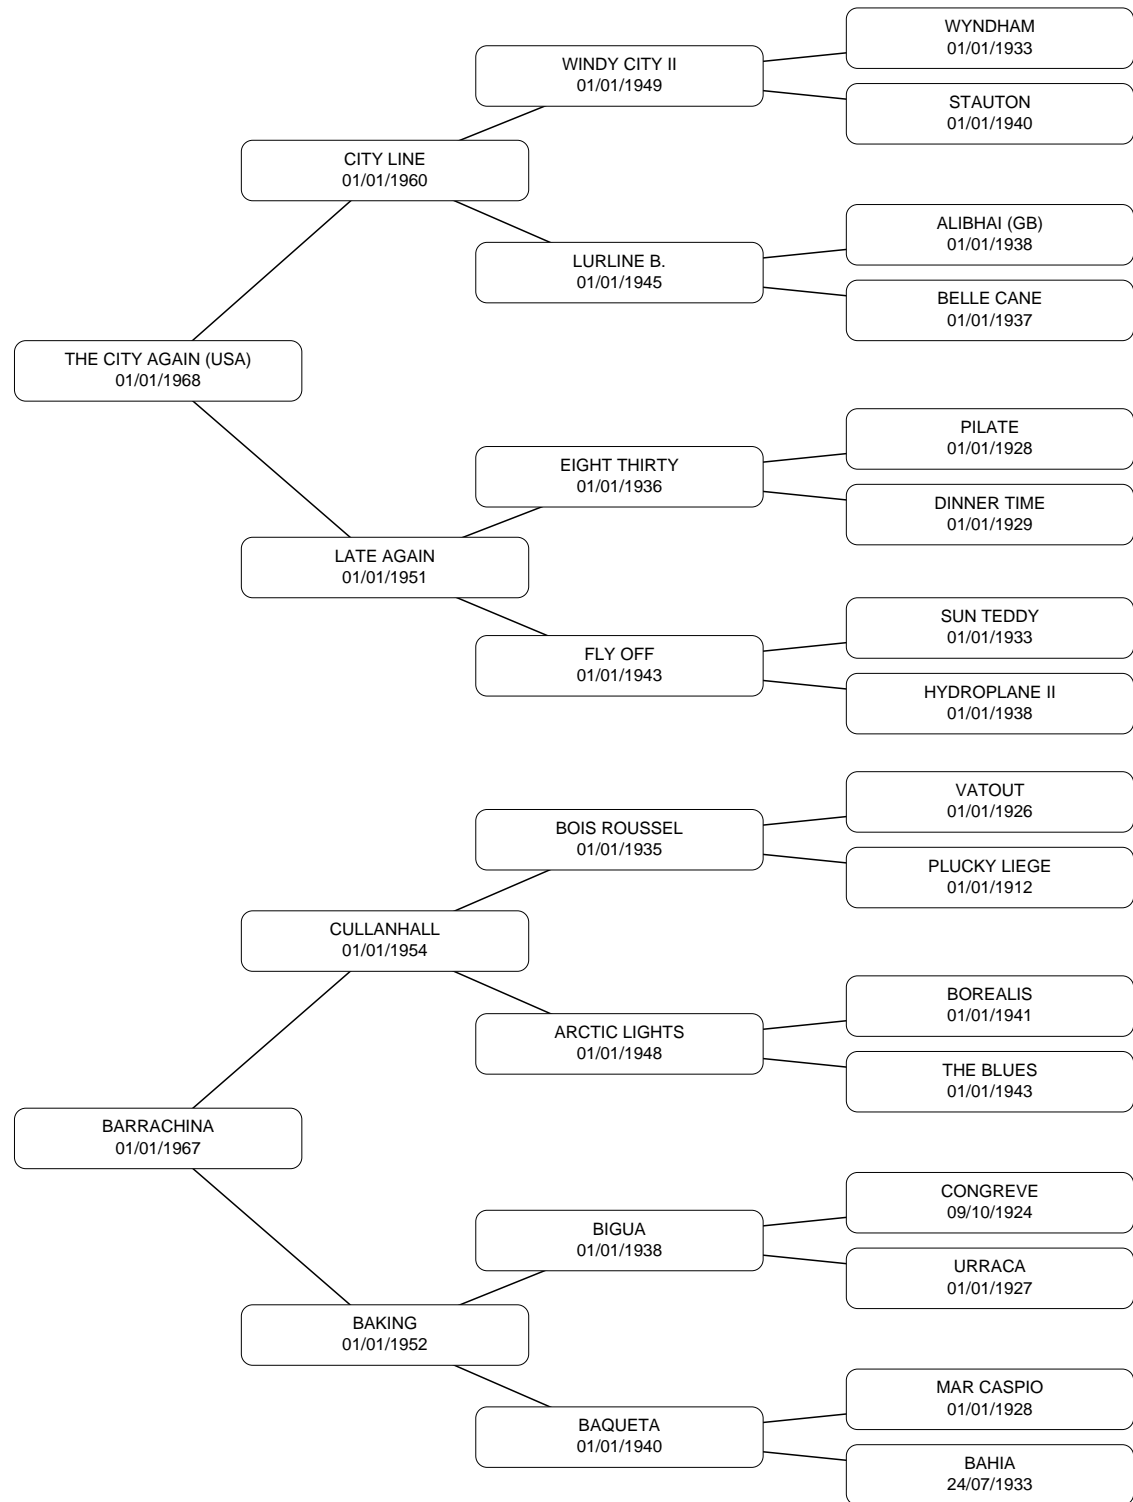 WYNDHAM
01/01/1933
WINDY CITY II
01/01/1949
STAUTON
01/01/1940
CITY LINE
01/01/1960
ALIBHAI (GB)
01/01/1938
LURLINE B.
01/01/1945
BELLE CANE
01/01/1937
THE CITY AGAIN (USA)
01/01/1968
PILATE
01/01/1928
EIGHT THIRTY
01/01/1936
DINNER TIME
01/01/1929
LATE AGAIN
01/01/1951
SUN TEDDY
01/01/1933
FLY OFF
01/01/1943
HYDROPLANE II
01/01/1938
VATOUT
01/01/1926
BOIS ROUSSEL
01/01/1935
PLUCKY LIEGE
01/01/1912
CULLANHALL
01/01/1954
BOREALIS
01/01/1941
ARCTIC LIGHTS
01/01/1948
THE BLUES
01/01/1943
BARRACHINA
01/01/1967
CONGREVE
09/10/1924
BIGUA
01/01/1938
URRACA
01/01/1927
BAKING
01/01/1952
MAR CASPIO
01/01/1928
BAQUETA
01/01/1940
BAHIA
24/07/1933